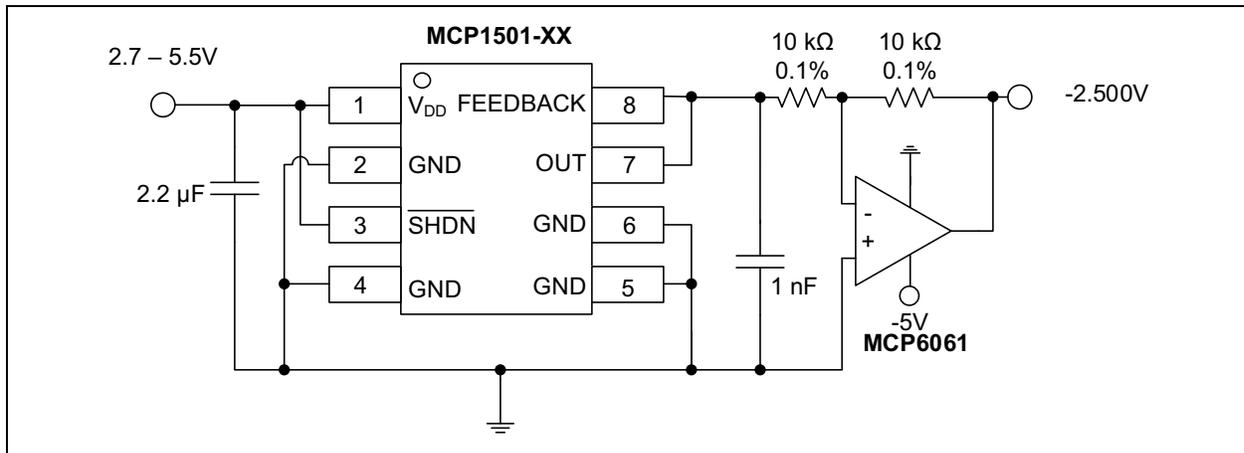 MCP1501-XX
2.7 – 5.5V
10 kΩ
0.1%
10 kΩ
0.1%
-2.500V
1
VDD
FEEDBACK
8
2
GND
OUT
7
2.2 µF
3
SHDN
GND
6
4
GND
GND
5
1 nF
-
+
-5V
MCP6061